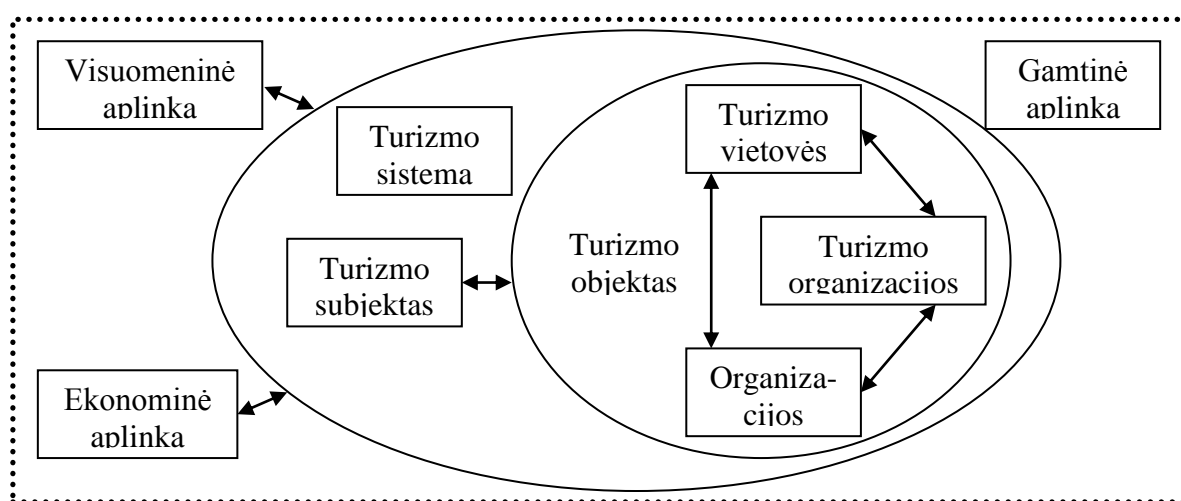 Visuomeninė
aplinka
Gamtinė
aplinka
Turizmo
sistema
Turizmo
vietovės
Turizmo
subjektas
Turizmo
objektas
Turizmo
organizacijos
Ekonominė
aplinka
Organiza-
cijos